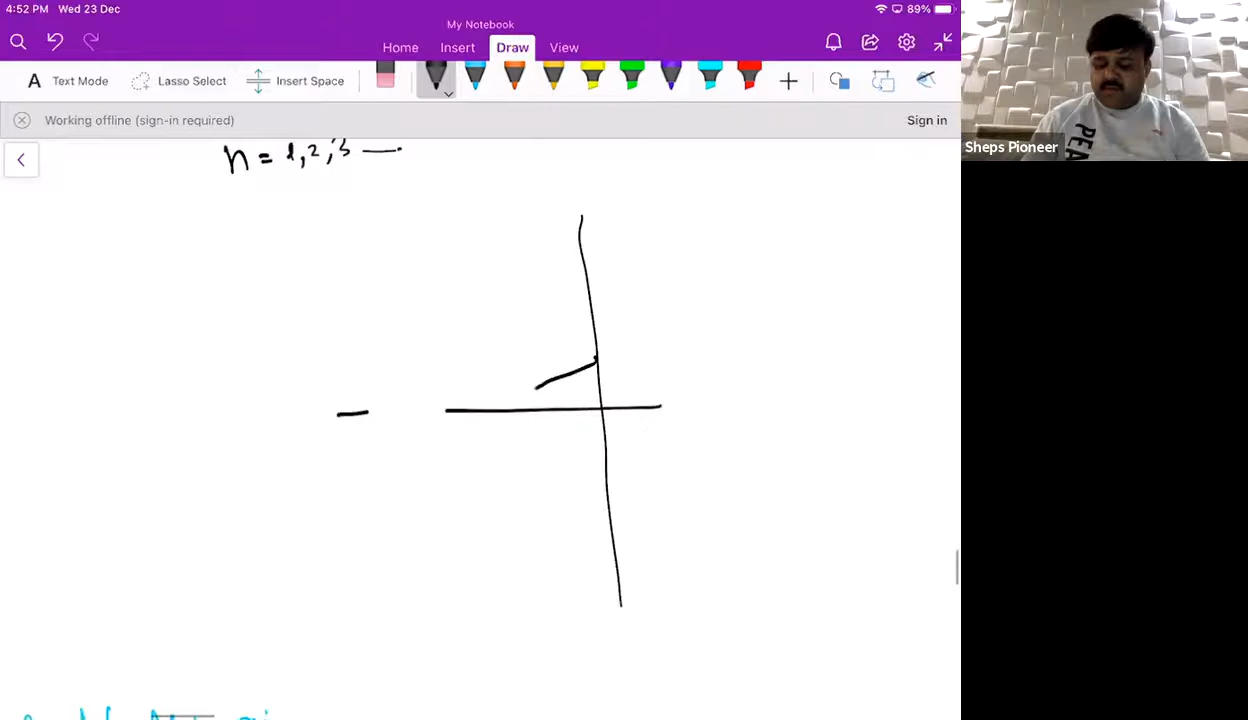 4:52 PM Wed 23 Dec
89%
My Notebook
Home Insert Draw View
A Text Mode Lasso Select Insert Space
Working offline (sign-in required) Sign in
n = 1, 2, 3 —
Sheps Pioneer
PEA